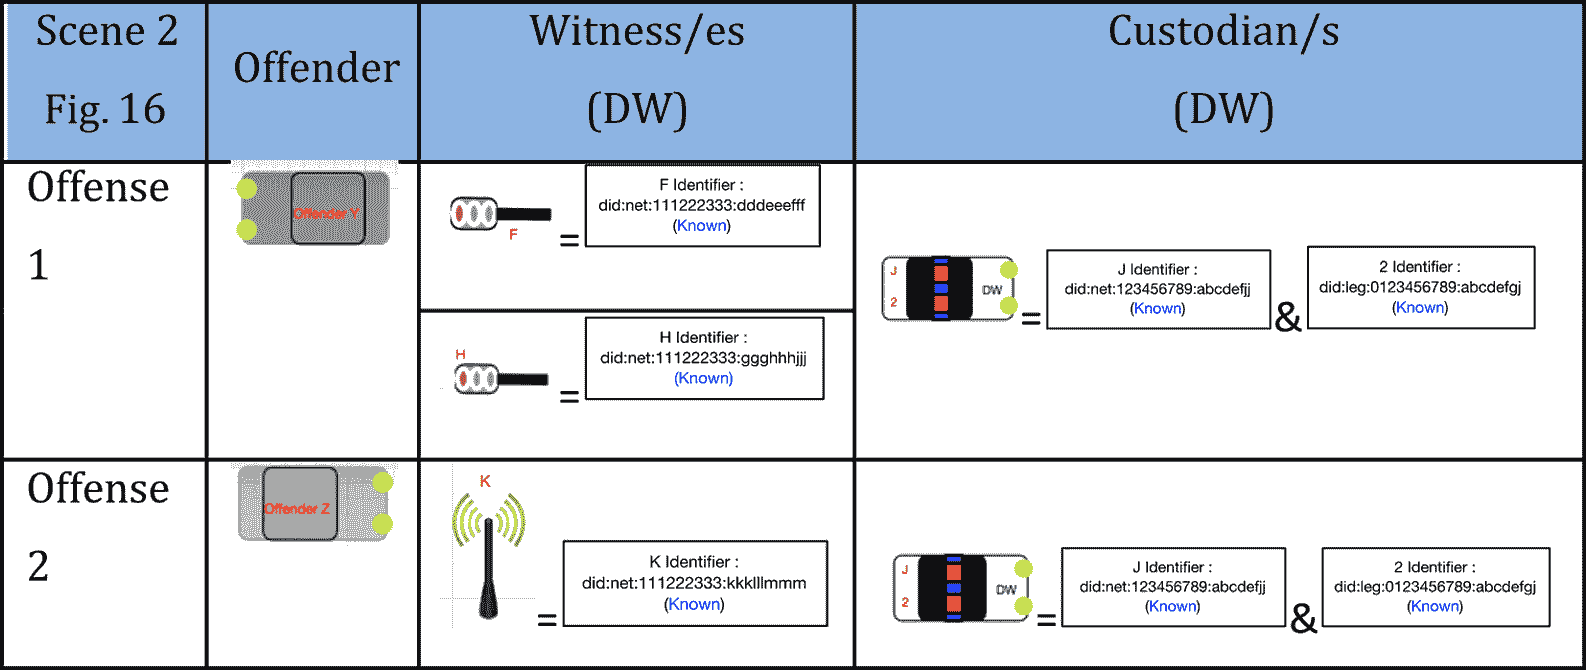 Scene 2
Fig. 16
Offender
Witness/es
(DW)
Custodian/s
(DW)
Offense
1
Offender Y
F
=
F Identifier :
did:net:111222333:dddeeefff
(Known)
H
=
H Identifier :
did:net:111222333:ggghhhjjj
(Known)
J
2
DW
=
J Identifier :
did:net:123456789:abcdefjj
(Known)
&
2 Identifier :
did:leg:0123456789:abcdefgj
(Known)
Offense
2
Offender Z
K
=
K Identifier :
did:net:111222333:kkklllmmm
(Known)
J
2
DW
=
J Identifier :
did:net:123456789:abcdefjj
(Known)
&
2 Identifier :
did:leg:0123456789:abcdefgj
(Known)